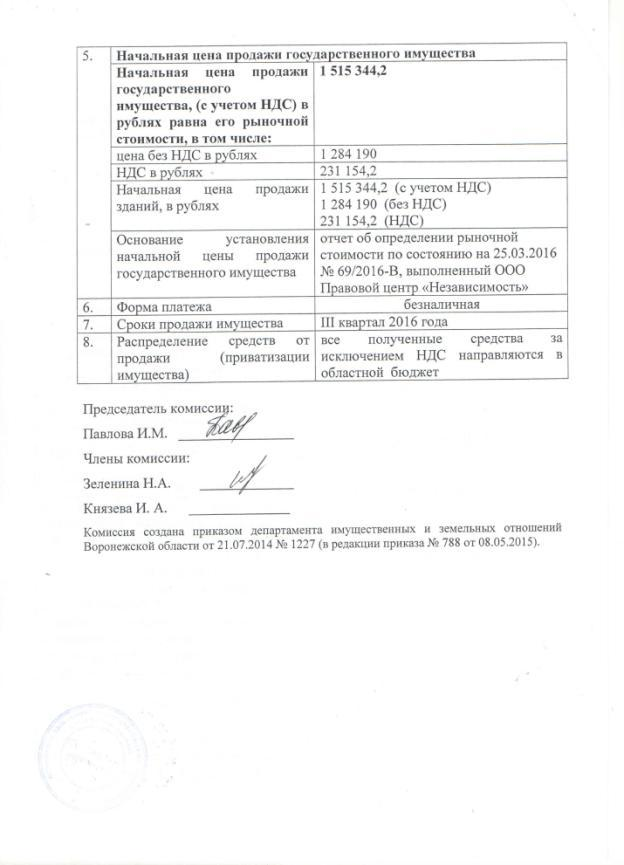 5. Начальная цена продажи государственного имущества
Начальная цена продажи 1 515 344,2
государственного
имущества, (с учетом НДС) в
рублях равна его рыночной
стоимости, в том числе:
цена без НДС в рублях 1 284 190
НДС в рублях 231 154,2
Начальная цена продажи 1 515 344,2 (с учетом НДС)
зданий, в рублях 1 284 190 (без НДС)
231 154,2 (НДС)
Основание установления отчет об определении рыночной
начальной цены продажи стоимости по состоянию на 25.03.2016
государственного имущества № 69/2016-В, выполненный ООО
Правовой центр «Независимость»
6. Форма платежа безналичная
7. Сроки продажи имущества III квартал 2016 года
8. Распределение средств от все полученные средства за
продажи (приватизации исключением НДС направляются в
имущества) областной бюджет
Председатель комиссии:
Павлова И.М.
Члены комиссии:
Зеленина Н.А.
Князева И. А.
Комиссия создана приказом департамента имущественных и земельных отношений
Воронежской области от 21.07.2014 № 1227 (в редакции приказа № 788 от 08.05.2015).